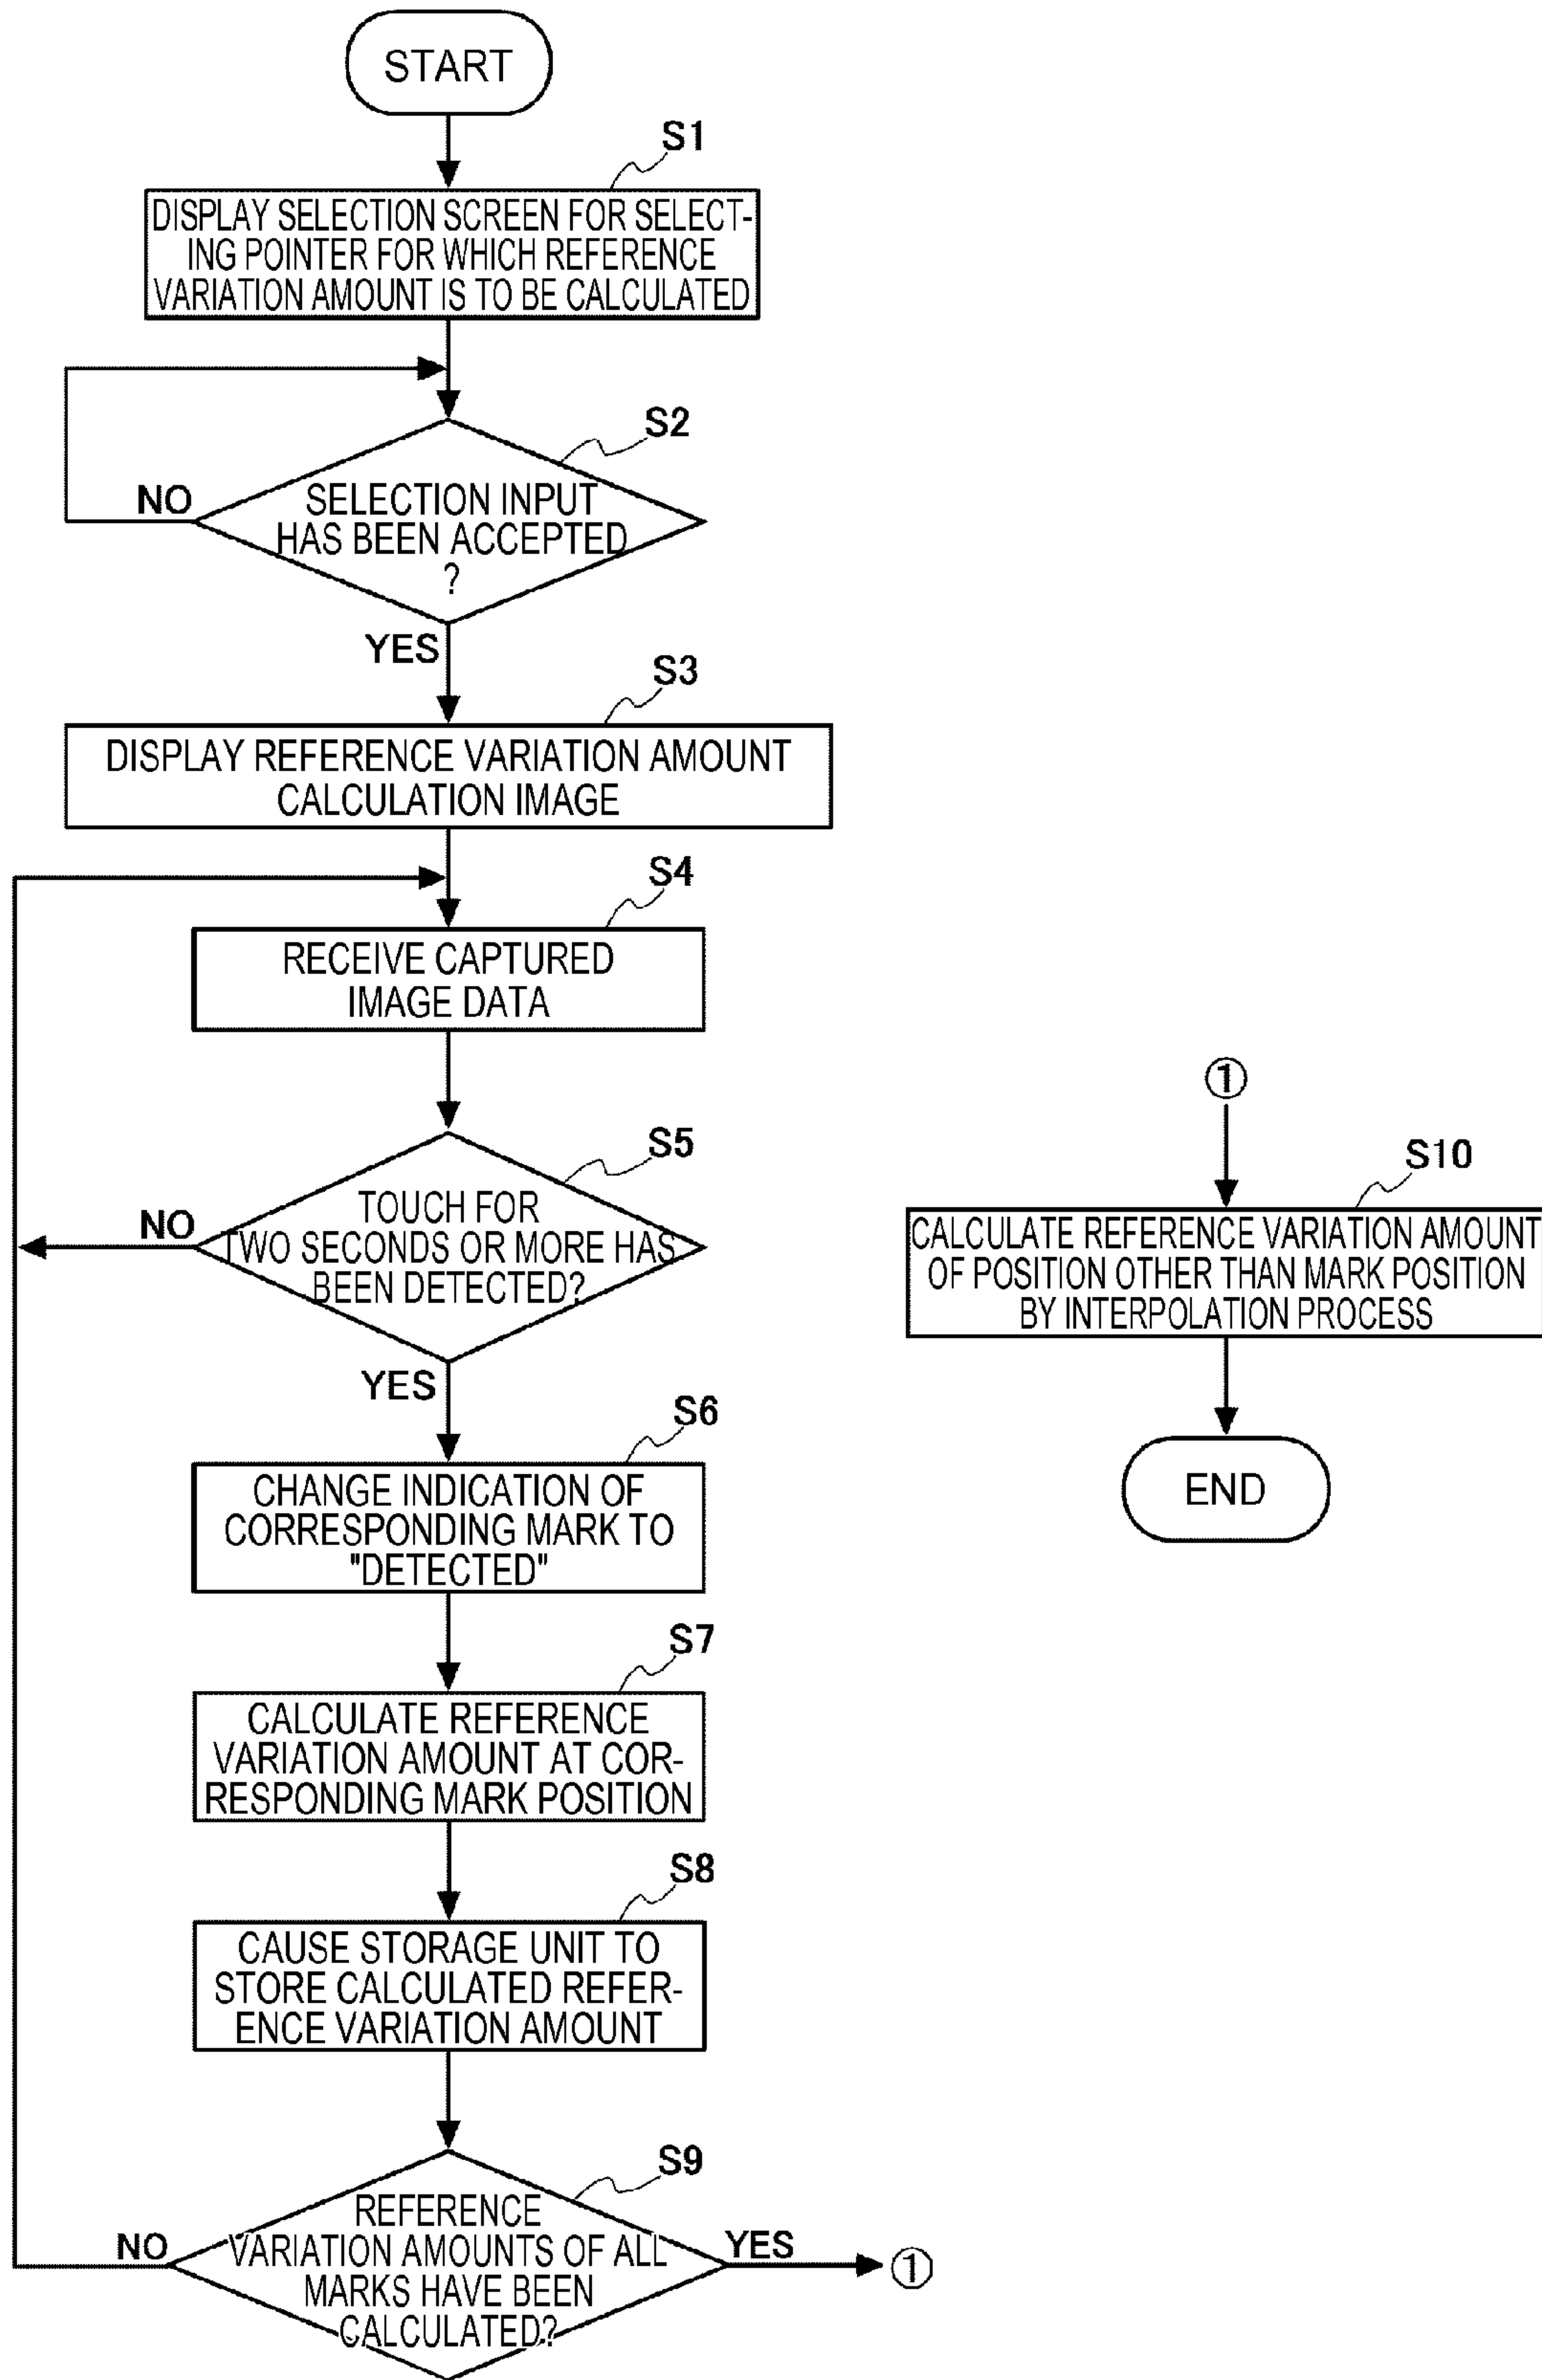 START
S1
DISPLAY SELECTION SCREEN FOR SELECT-
ING POINTER FOR WHICH REFERENCE
VARIATION AMOUNT IS TO BE CALCULATED
S2
NO
SELECTION INPUT
HAS BEEN ACCEPTED
?
YES
S3
DISPLAY REFERENCE VARIATION AMOUNT
CALCULATION IMAGE
S4
RECEIVE CAPTURED
IMAGE DATA
S5
NO
TOUCH FOR
TWO SECONDS OR MORE HAS
BEEN DETECTED?
YES
S6
CHANGE INDICATION OF
CORRESPONDING MARK TO
"DETECTED"
S7
CALCULATE REFERENCE
VARIATION AMOUNT AT COR-
RESPONDING MARK POSITION
S8
CAUSE STORAGE UNIT TO
STORE CALCULATED REFER-
ENCE VARIATION AMOUNT
S9
NO
REFERENCE
VARIATION AMOUNTS OF ALL
MARKS HAVE BEEN
CALCULATED?
YES
①
①
S10
CALCULATE REFERENCE VARIATION AMOUNT
OF POSITION OTHER THAN MARK POSITION
BY INTERPOLATION PROCESS
END